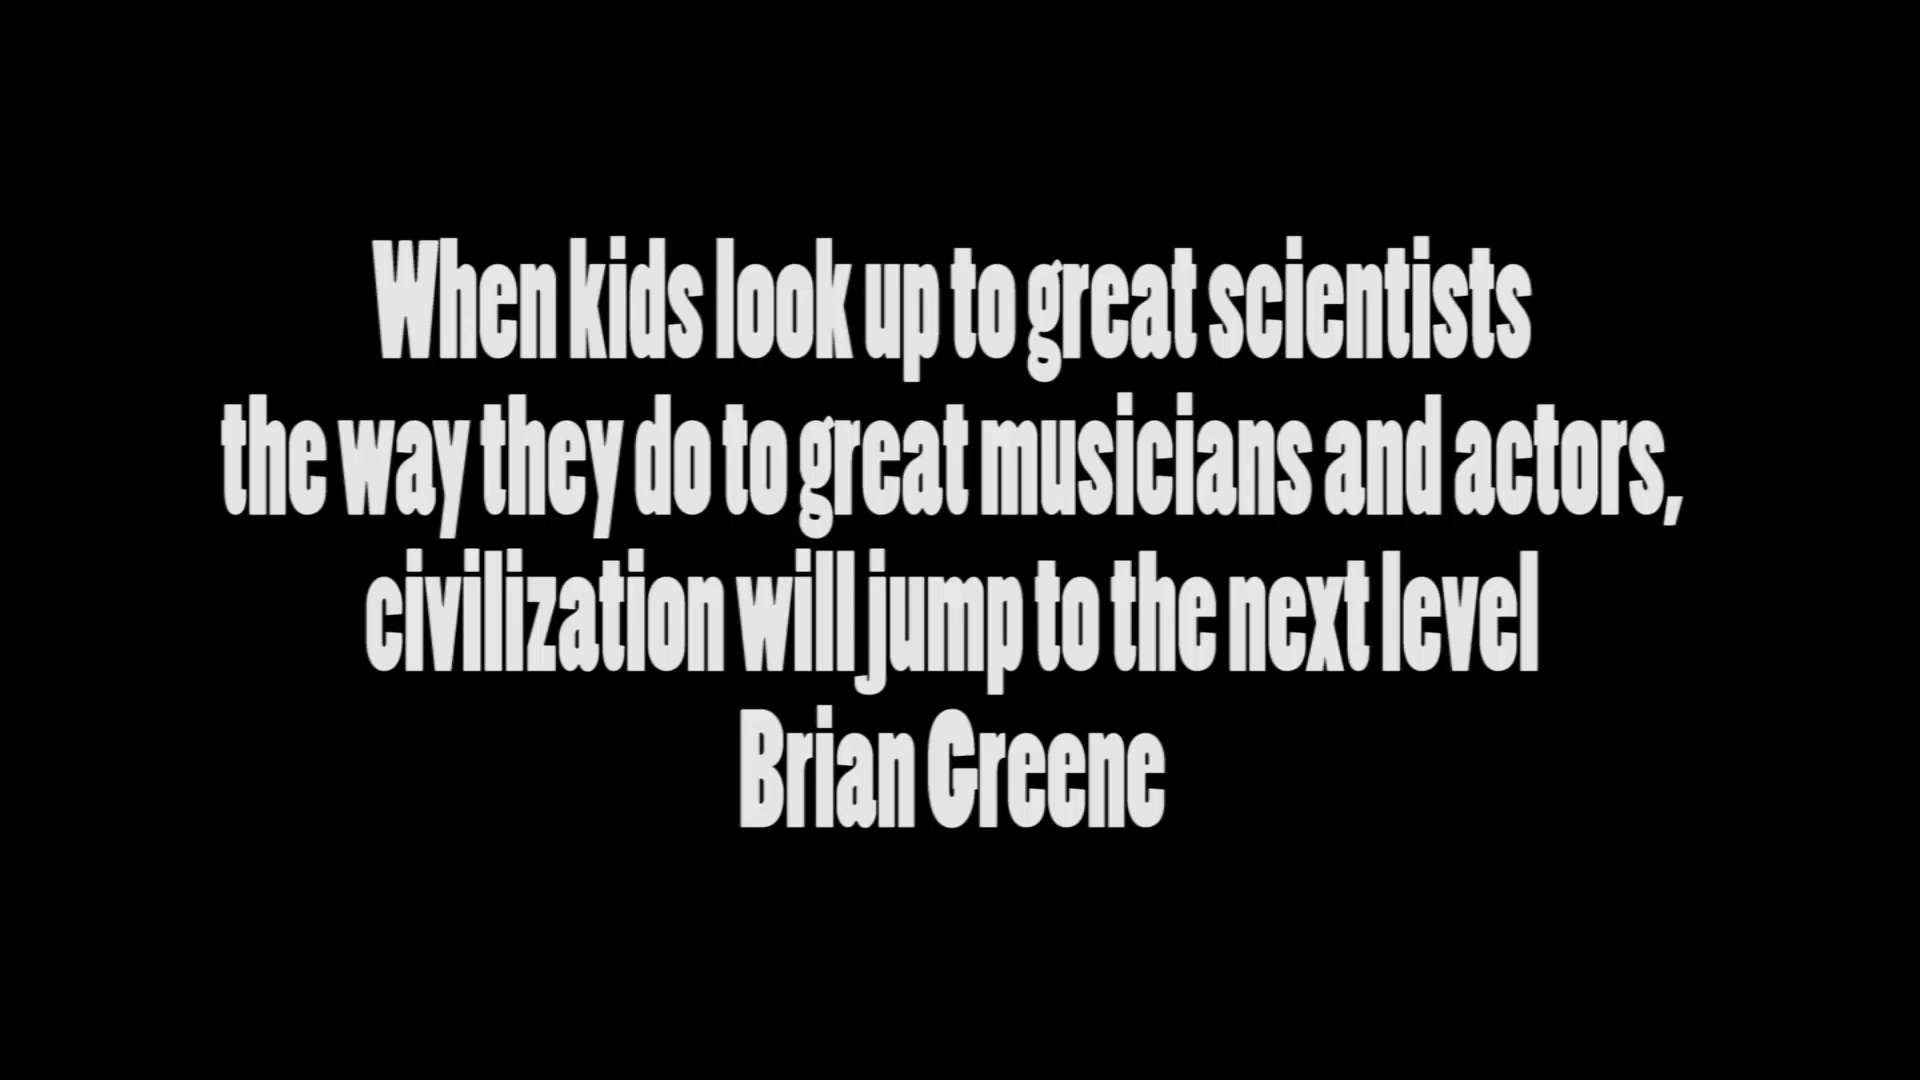 When kids look up to great scientists
the way they do to great musicians and actors,
civilization will jump to the next level
Brian Greene